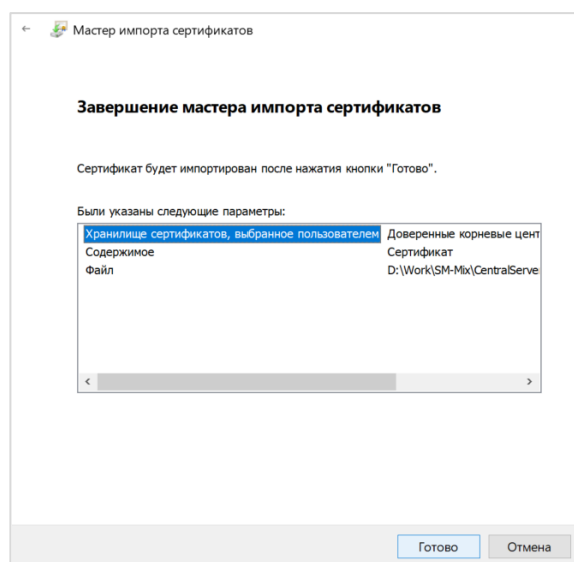 Мастер импорта сертификатов
Завершение мастера импорта сертификатов
Сертификат будет импортирован после нажатия кнопки "Готово".
Были указаны следующие параметры:
Хранилище сертификатов, выбранное пользователем Доверенные корневые цент
Содержимое Сертификат
Файл D:\Work\SM-Mix\CentralServe
Готово Отмена